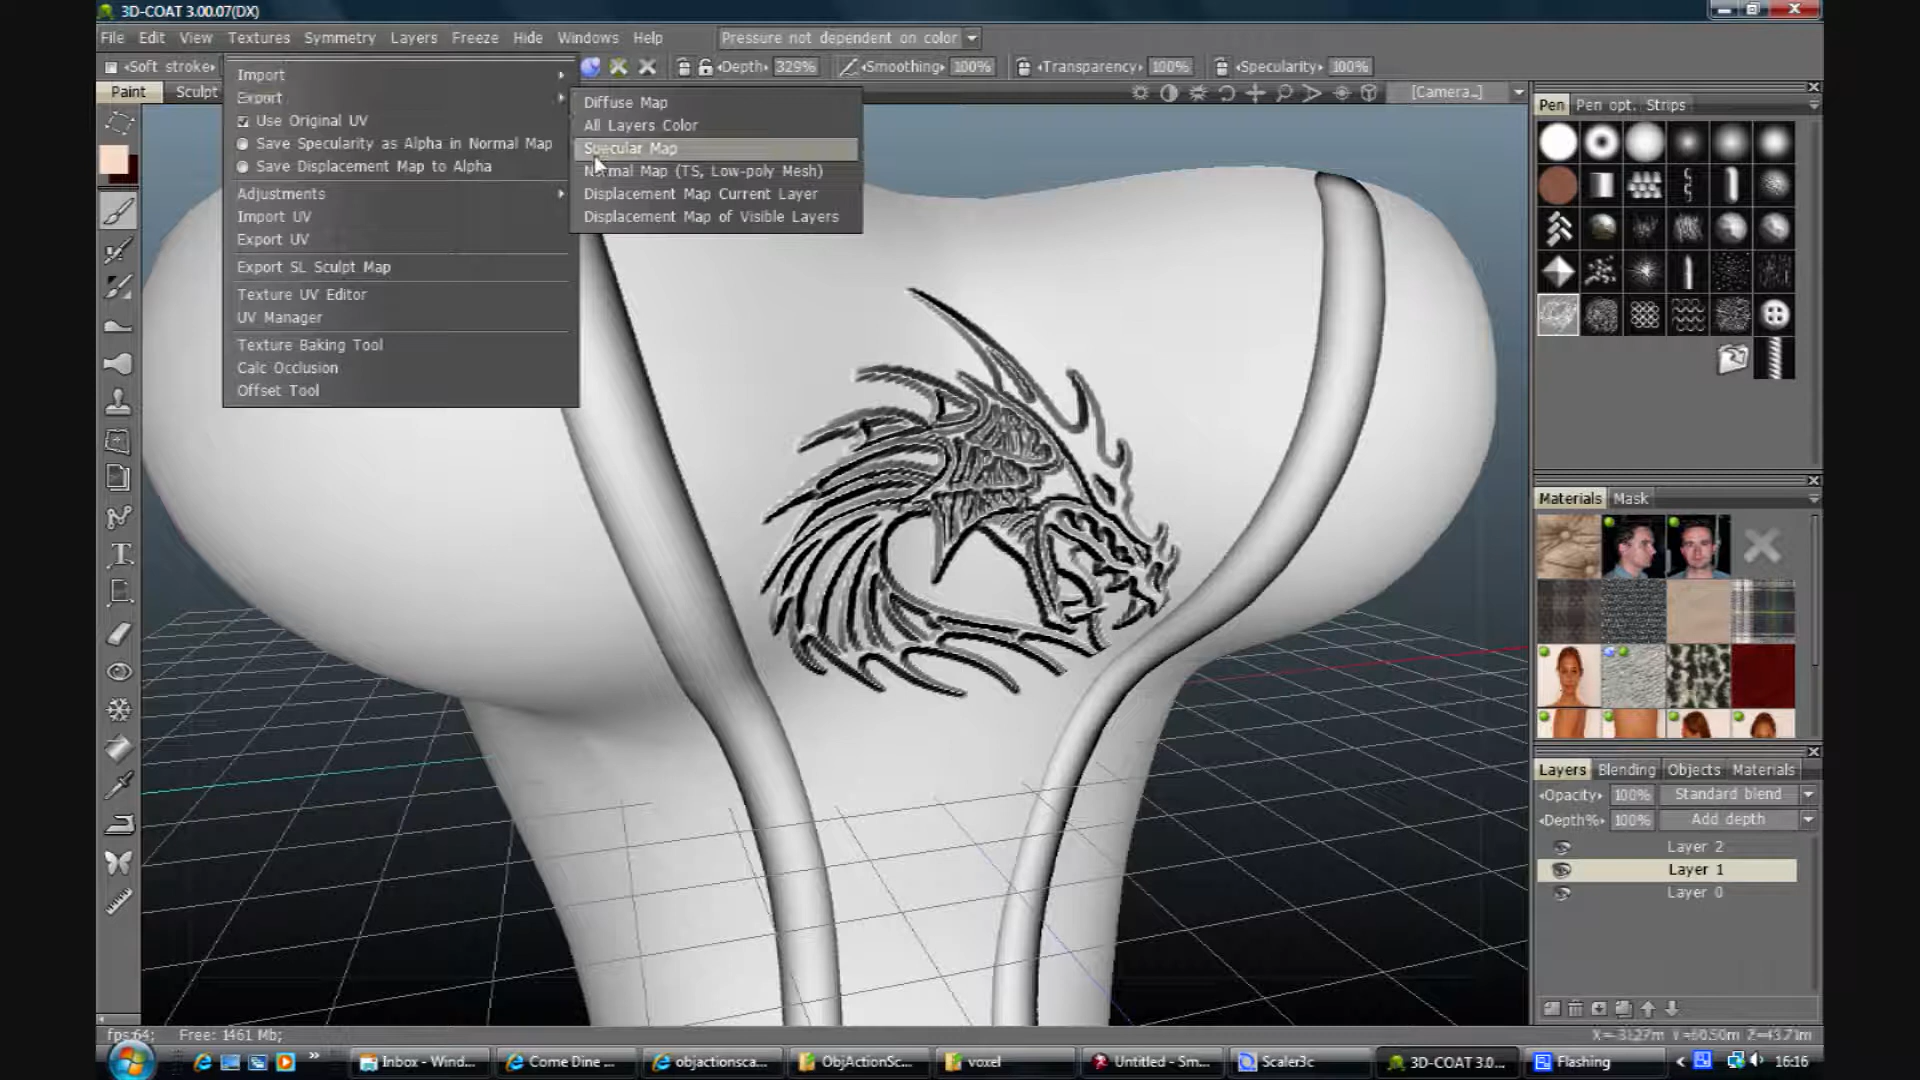 3D-COAT 3.00.07(DX)
File Edit View Textures Symmetry Layers Freeze Hide Windows Help Pressure not dependent on color
Soft stroke Depth 329% Smoothing 100% Transparency 100% Specularity 100%
Paint Sculpt [Camera..]
Import
Export
Use Original UV
Save Specularity as Alpha in Normal Map
Save Displacement Map to Alpha
Adjustments
Import UV
Export UV
Export SL Sculpt Map
Texture UV Editor
UV Manager
Texture Baking Tool
Calc Occlusion
Offset Tool
Diffuse Map
All Layers Color
Specular Map
Normal Map (TS, Low-poly Mesh)
Displacement Map Current Layer
Displacement Map of Visible Layers
Pen Pen opt. Strips
Materials Mask
Layers Blending Objects Materials
Opacity 100% Standard blend
Depth% 100% Add depth
Layer 2
Layer 1
Layer 0
fps:64; Free: 1461 Mb;
Inbox - Wind... Come Dine ... objactionsca... ObjActionSc... voxel Untitled - Sm... Scaler3c 3D-COAT 3.0... Flashing 16:16